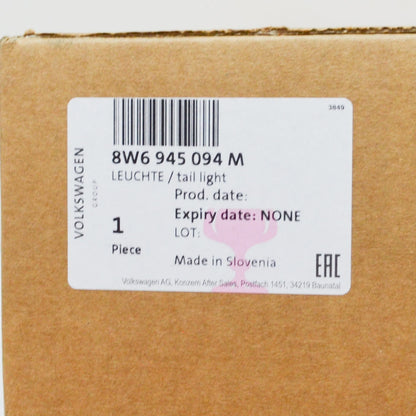 3849
VOLKSWAGEN
GROUP
8W6 945 094 M
LEUCHTE / tail light
Prod. date:
Expiry date: NONE
1
LOT:
Piece
Made in Slovenia
EAC
Volkswagen AG, Konzern After Sales, Postfach 1451, 34219 Baunatal